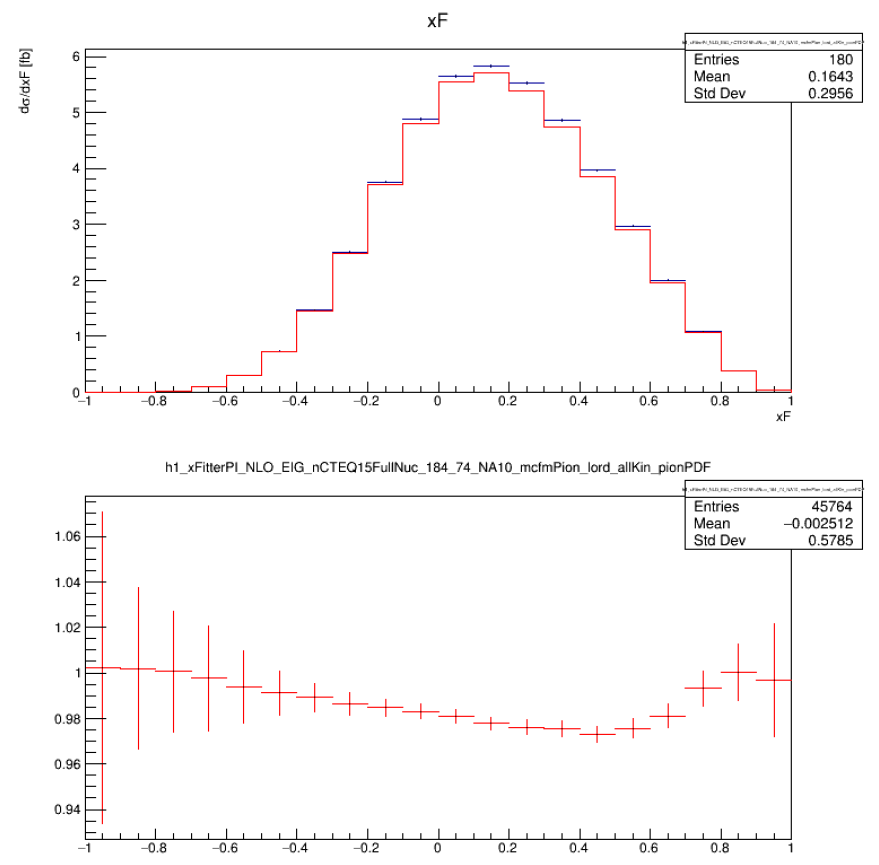 xF
dσ/dxF [fb]
Entries 180
Mean 0.1643
Std Dev 0.2956
6
5
4
3
2
1
0
−1 −0.8 −0.6 −0.4 −0.2 0 0.2 0.4 0.6 0.8 1
xF
h1_xFitterPI_NLO_EIG_nCTEQ15FullNuc_184_74_NA10_mcfmPion_lord_allKin_pionPDF
Entries 45764
Mean −0.002512
Std Dev 0.5785
1.06
1.04
1.02
1
0.98
0.96
0.94
−1 −0.8 −0.6 −0.4 −0.2 0 0.2 0.4 0.6 0.8 1